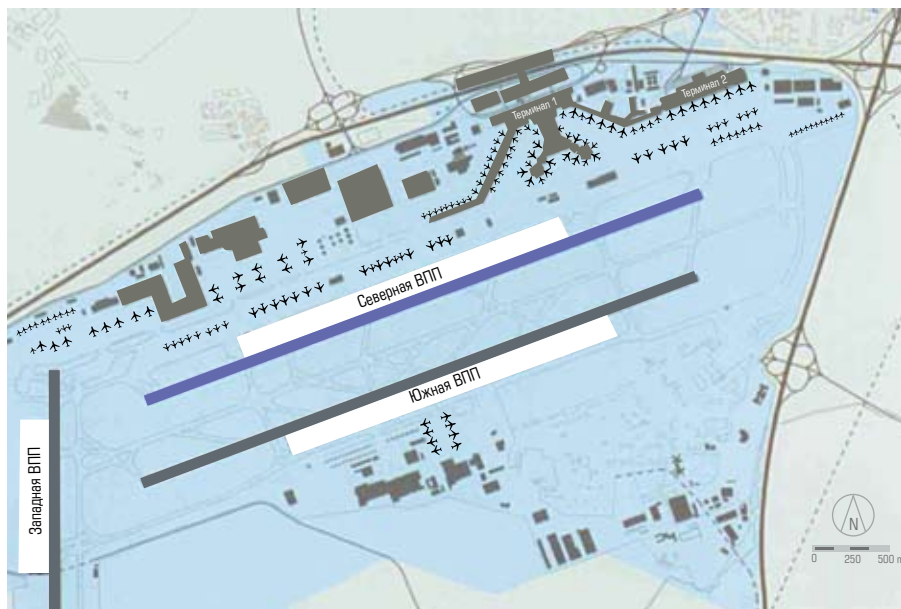 Терминал 1
Терминал 2
Северная ВПП
Южная ВПП
Западная ВПП
N
0 250 500 m